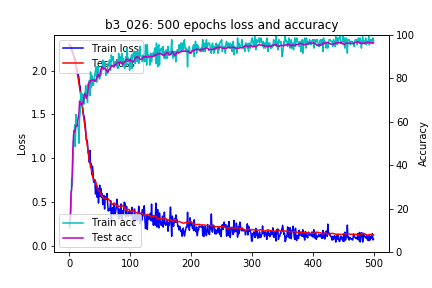 b3_026: 500 epochs loss and accuracy
Train loss
Test loss
Train acc
Test acc
Loss
2.0
1.5
1.0
0.5
0.0
Accuracy
100
80
60
40
20
0
0 100 200 300 400 500